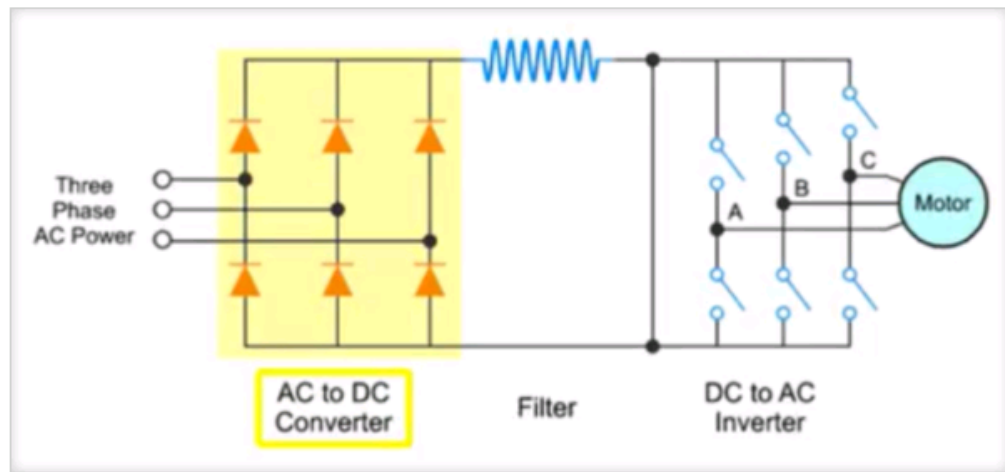 Three
Phase
AC Power
A
B
C
Motor
AC to DC
Converter
Filter
DC to AC
Inverter